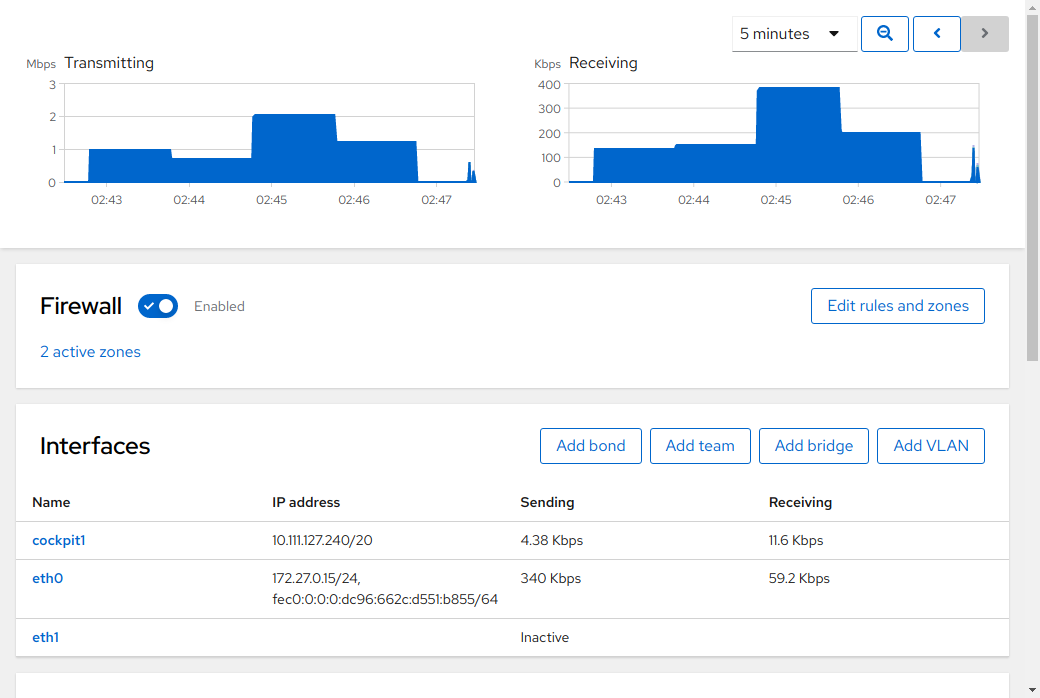 5 minutes
Mbps Transmitting
3
2
1
0
02:43 02:44 02:45 02:46 02:47
Kbps Receiving
400
300
200
100
0
02:43 02:44 02:45 02:46 02:47
Firewall Enabled Edit rules and zones
2 active zones
Interfaces Add bond Add team Add bridge Add VLAN
Name IP address Sending Receiving
cockpit1 10.111.127.240/20 4.38 Kbps 11.6 Kbps
eth0 172.27.0.15/24, 340 Kbps 59.2 Kbps
fec0:0:0:0:dc96:662c:d551:b855/64
eth1 Inactive